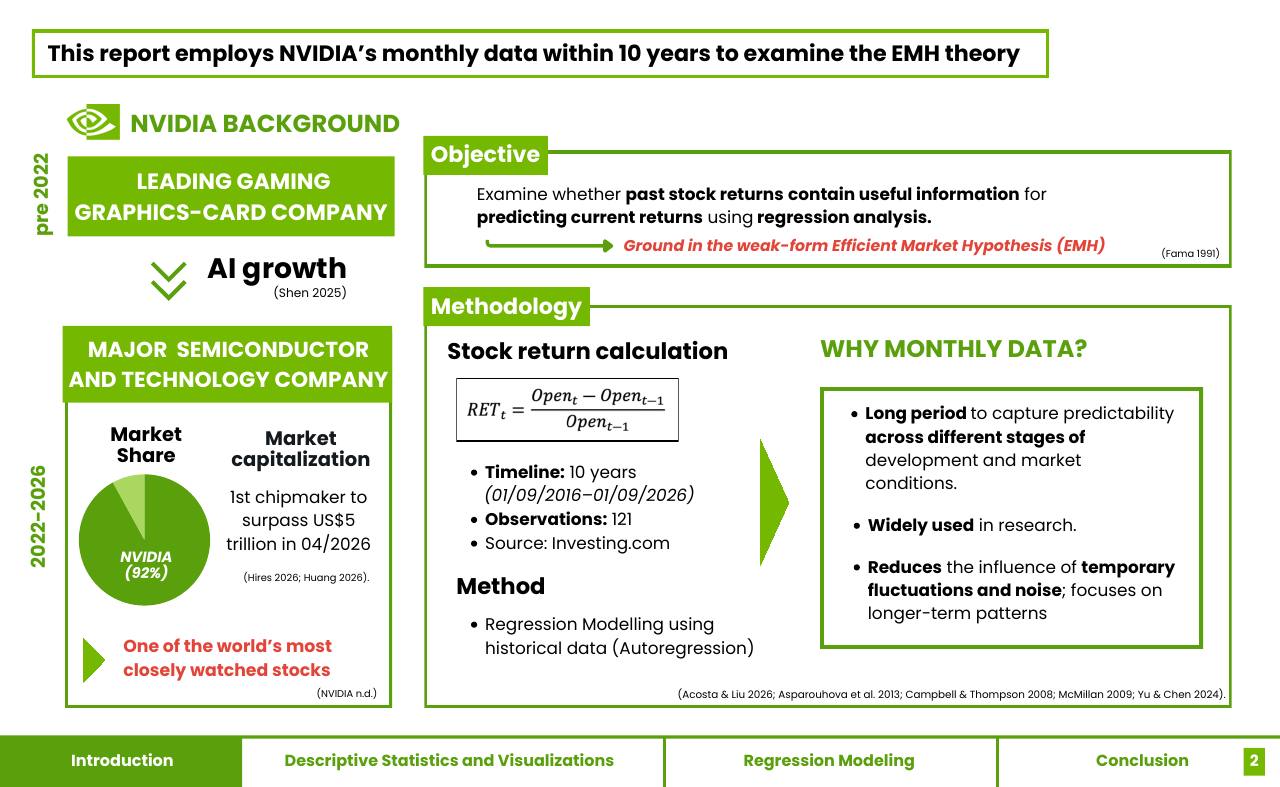 This report employs NVIDIA's monthly data within 10 years to examine the EMH theory
NVIDIA BACKGROUND
pre 2022
LEADING GAMING
GRAPHICS-CARD COMPANY
AI growth
(Shen 2025)
2022-2026
MAJOR SEMICONDUCTOR
AND TECHNOLOGY COMPANY
Market
Share
NVIDIA
(92%)
Market
capitalization
1st chipmaker to
surpass US$5
trillion in 04/2026
(Hires 2026; Huang 2026).
One of the world's most
closely watched stocks
(NVIDIA n.d.)
Objective
Examine whether past stock returns contain useful information for
predicting current returns using regression analysis.
Ground in the weak-form Efficient Market Hypothesis (EMH)
(Fama 1991)
Methodology
Stock return calculation
RET_t = (Open_t − Open_{t−1}) / Open_{t−1}
• Timeline: 10 years
(01/09/2016–01/09/2026)
• Observations: 121
• Source: Investing.com
Method
• Regression Modelling using
historical data (Autoregression)
WHY MONTHLY DATA?
• Long period to capture predictability
across different stages of
development and market
conditions.
• Widely used in research.
• Reduces the influence of temporary
fluctuations and noise; focuses on
longer-term patterns
(Acosta & Liu 2026; Asparouhova et al. 2013; Campbell & Thompson 2008; McMillan 2009; Yu & Chen 2024).
Introduction
Descriptive Statistics and Visualizations
Regression Modeling
Conclusion
2